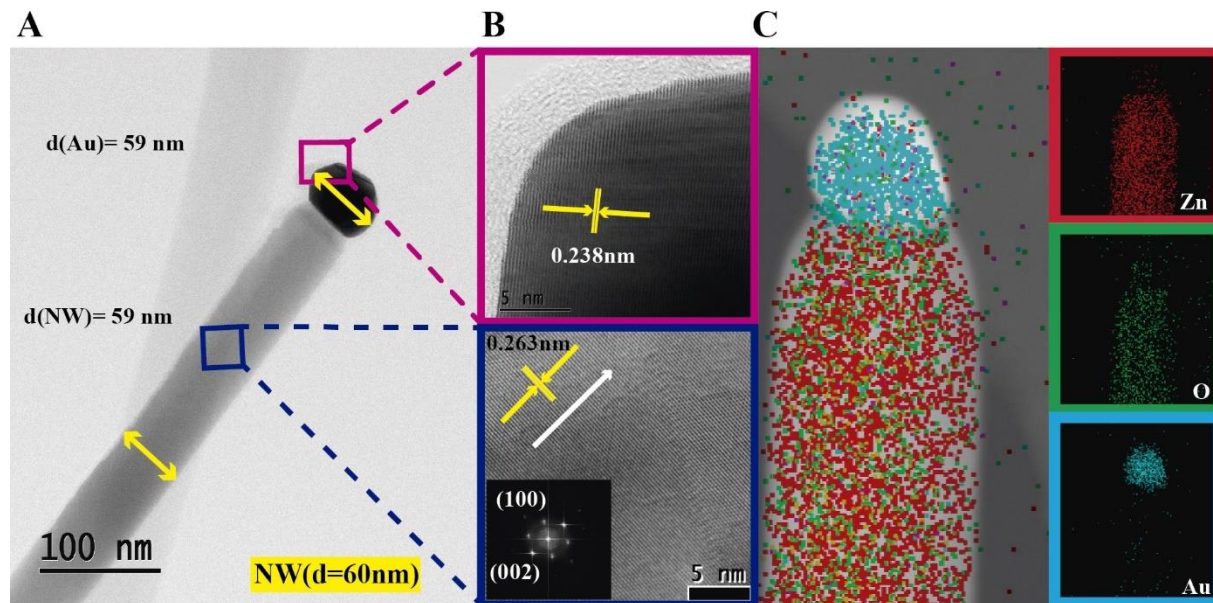 A
B
C
d(Au)= 59 nm
d(NW)= 59 nm
100 nm
NW(d=60nm)
0.238nm
5 nm
0.263nm
(100)
(002)
5 nm
Zn
O
Au